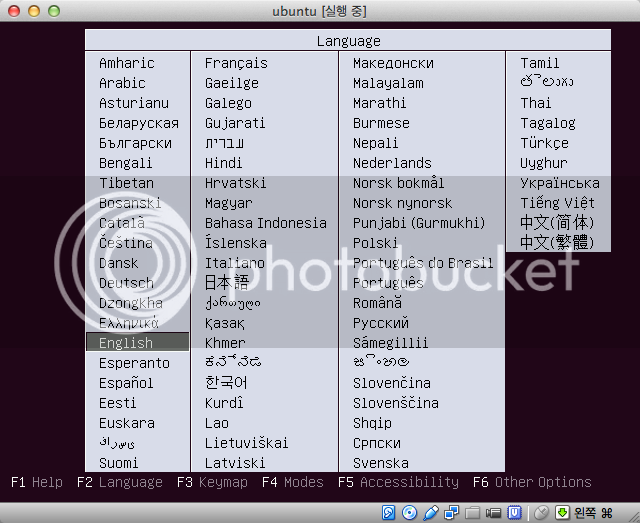 ubuntu [실행 중]
Language
Amharic
Arabic
Asturianu
Беларуская
Български
Bengali
Tibetan
Bosanski
Català
Čeština
Dansk
Deutsch
Dzongkha
Ελληνικά
English
Esperanto
Español
Eesti
Euskara
ﻓﺎﺭﺳﯽ
Suomi
Français
Gaeilge
Galego
Gujarati
עברית
Hindi
Hrvatski
Magyar
Bahasa Indonesia
Íslenska
Italiano
日本語
ქართული
Қазақ
Khmer
ಕನ್ನಡ
한국어
Kurdî
Lao
Lietuviškai
Latviski
Македонски
Malayalam
Marathi
Burmese
Nepali
Nederlands
Norsk bokmål
Norsk nynorsk
Punjabi (Gurmukhi)
Polski
Português do Brasil
Português
Română
Русский
Sámegillii
සිංහල
Slovenčina
Slovenščina
Shqip
Српски
Svenska
Tamil
తెలుగు
Thai
Tagalog
Türkçe
Uyghur
Українська
Tiếng Việt
中文(简体)
中文(繁體)
photobucket
F1 Help F2 Language F3 Keymap F4 Modes F5 Accessibility F6 Other Options
왼쪽 ⌘